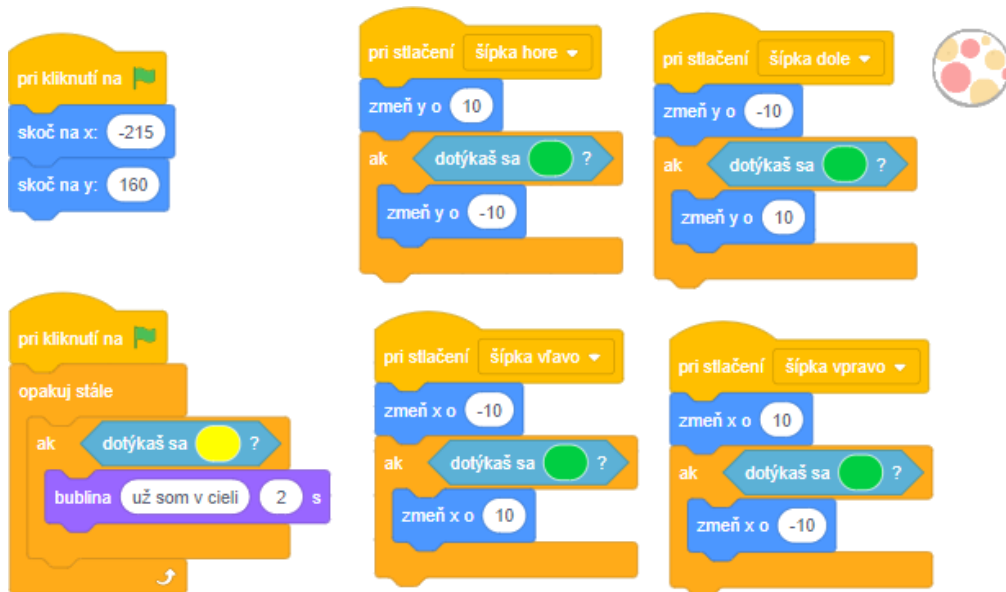 pri kliknutí na
skoč na x: -215
skoč na y: 160
pri stlačení šípka hore
zmeň y o 10
ak dotýkaš sa ?
zmeň y o -10
pri stlačení šípka dole
zmeň y o -10
ak dotýkaš sa ?
zmeň y o 10
pri kliknutí na
opakuj stále
ak dotýkaš sa ?
bublina už som v cieli 2 s
pri stlačení šípka vľavo
zmeň x o -10
ak dotýkaš sa ?
zmeň x o 10
pri stlačení šípka vpravo
zmeň x o 10
ak dotýkaš sa ?
zmeň x o -10